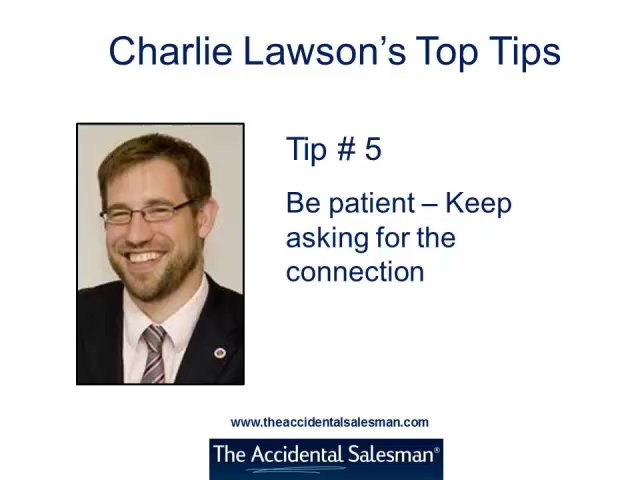 Charlie Lawson’s Top Tips
Tip # 5
Be patient – Keep
asking for the
connection
www.theaccidentalsalesman.com
The Accidental Salesman®